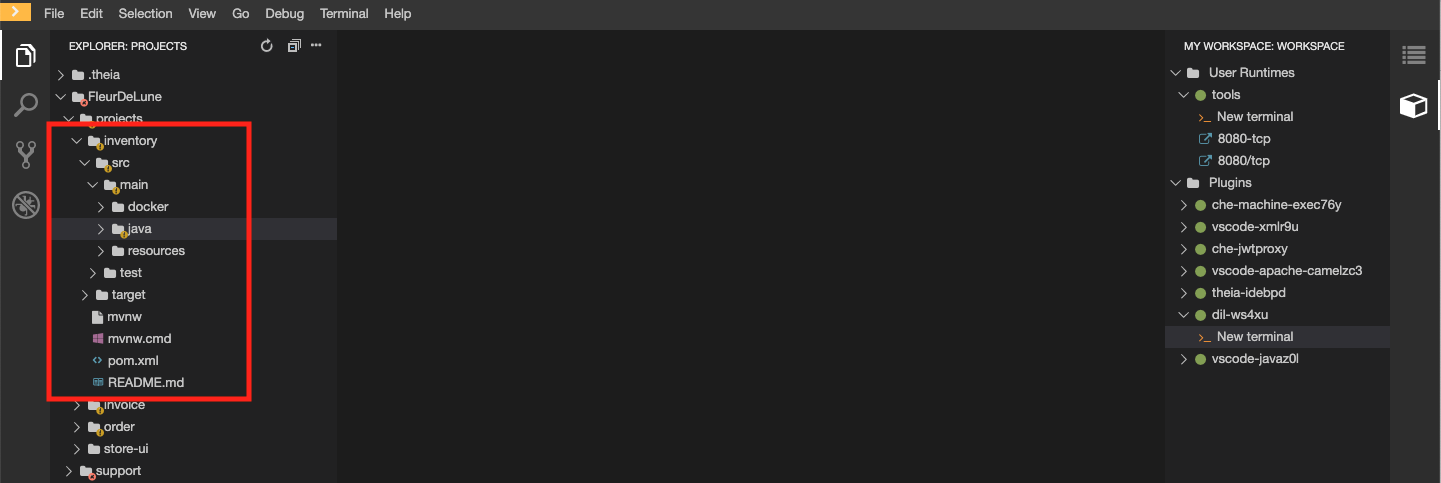 File Edit Selection View Go Debug Terminal Help
EXPLORER: PROJECTS
.theia
FleurDeLune
projects
inventory
src
main
docker
java
resources
test
target
mvnw
mvnw.cmd
pom.xml
README.md
invoice
order
store-ui
support
MY WORKSPACE: WORKSPACE
User Runtimes
tools
New terminal
8080-tcp
8080/tcp
Plugins
che-machine-exec76y
vscode-xmlr9u
che-jwtproxy
vscode-apache-camelzc3
theia-idebpd
dil-ws4xu
New terminal
vscode-javaz0l